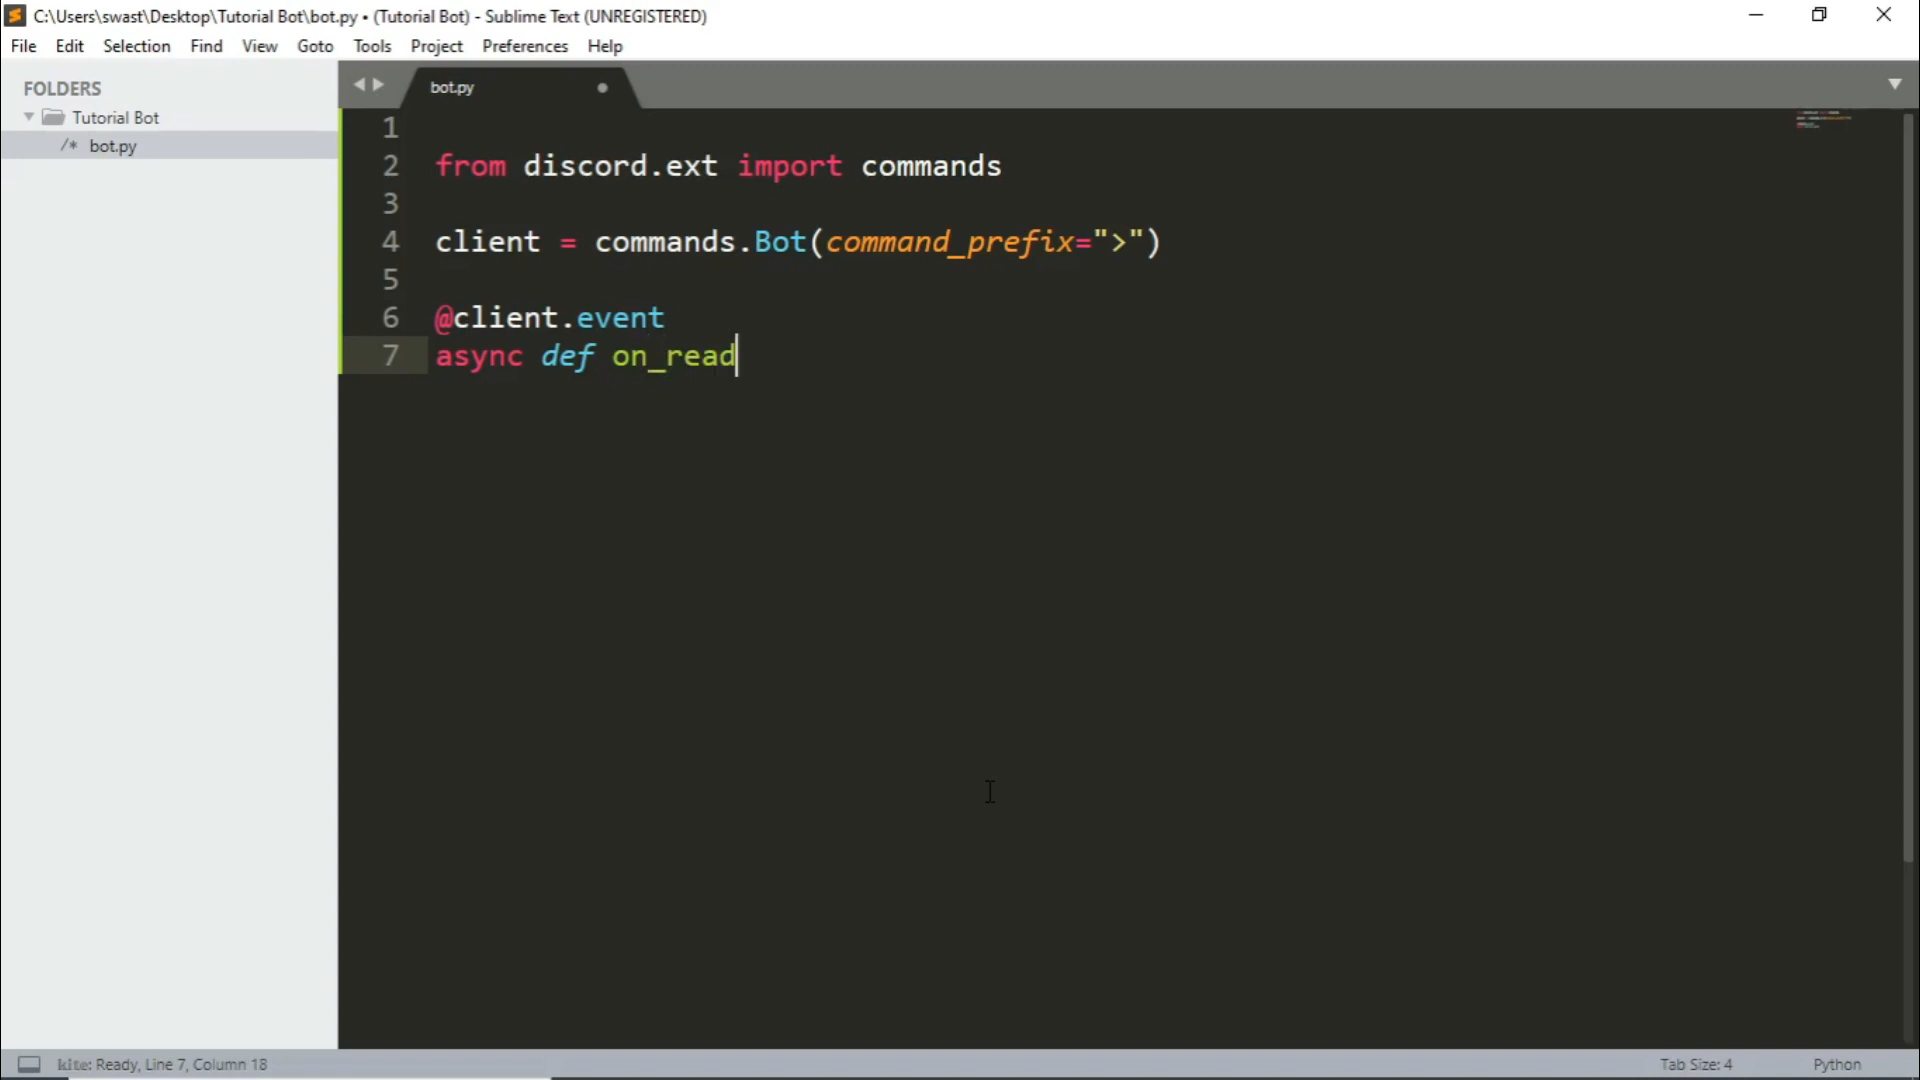 C:\Users\swast\Desktop\Tutorial Bot\bot.py • (Tutorial Bot) - Sublime Text (UNREGISTERED)
File Edit Selection Find View Goto Tools Project Preferences Help
FOLDERS
Tutorial Bot
/* bot.py
bot.py
1
2 from discord.ext import commands
3
4 client = commands.Bot(command_prefix=">")
5
6 @client.event
7 async def on_read
kite: Ready, Line 7, Column 18
Tab Size: 4
Python